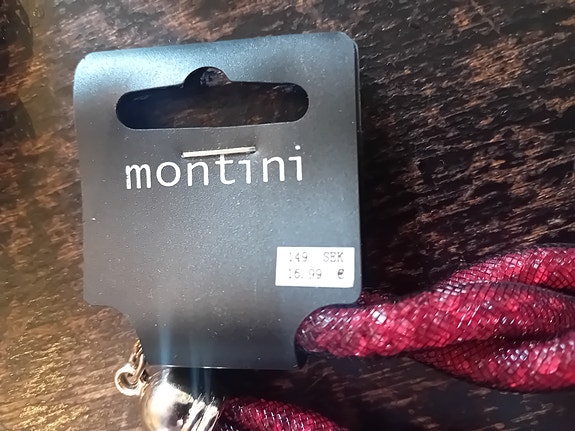 montini
149 SEK
16.99 €